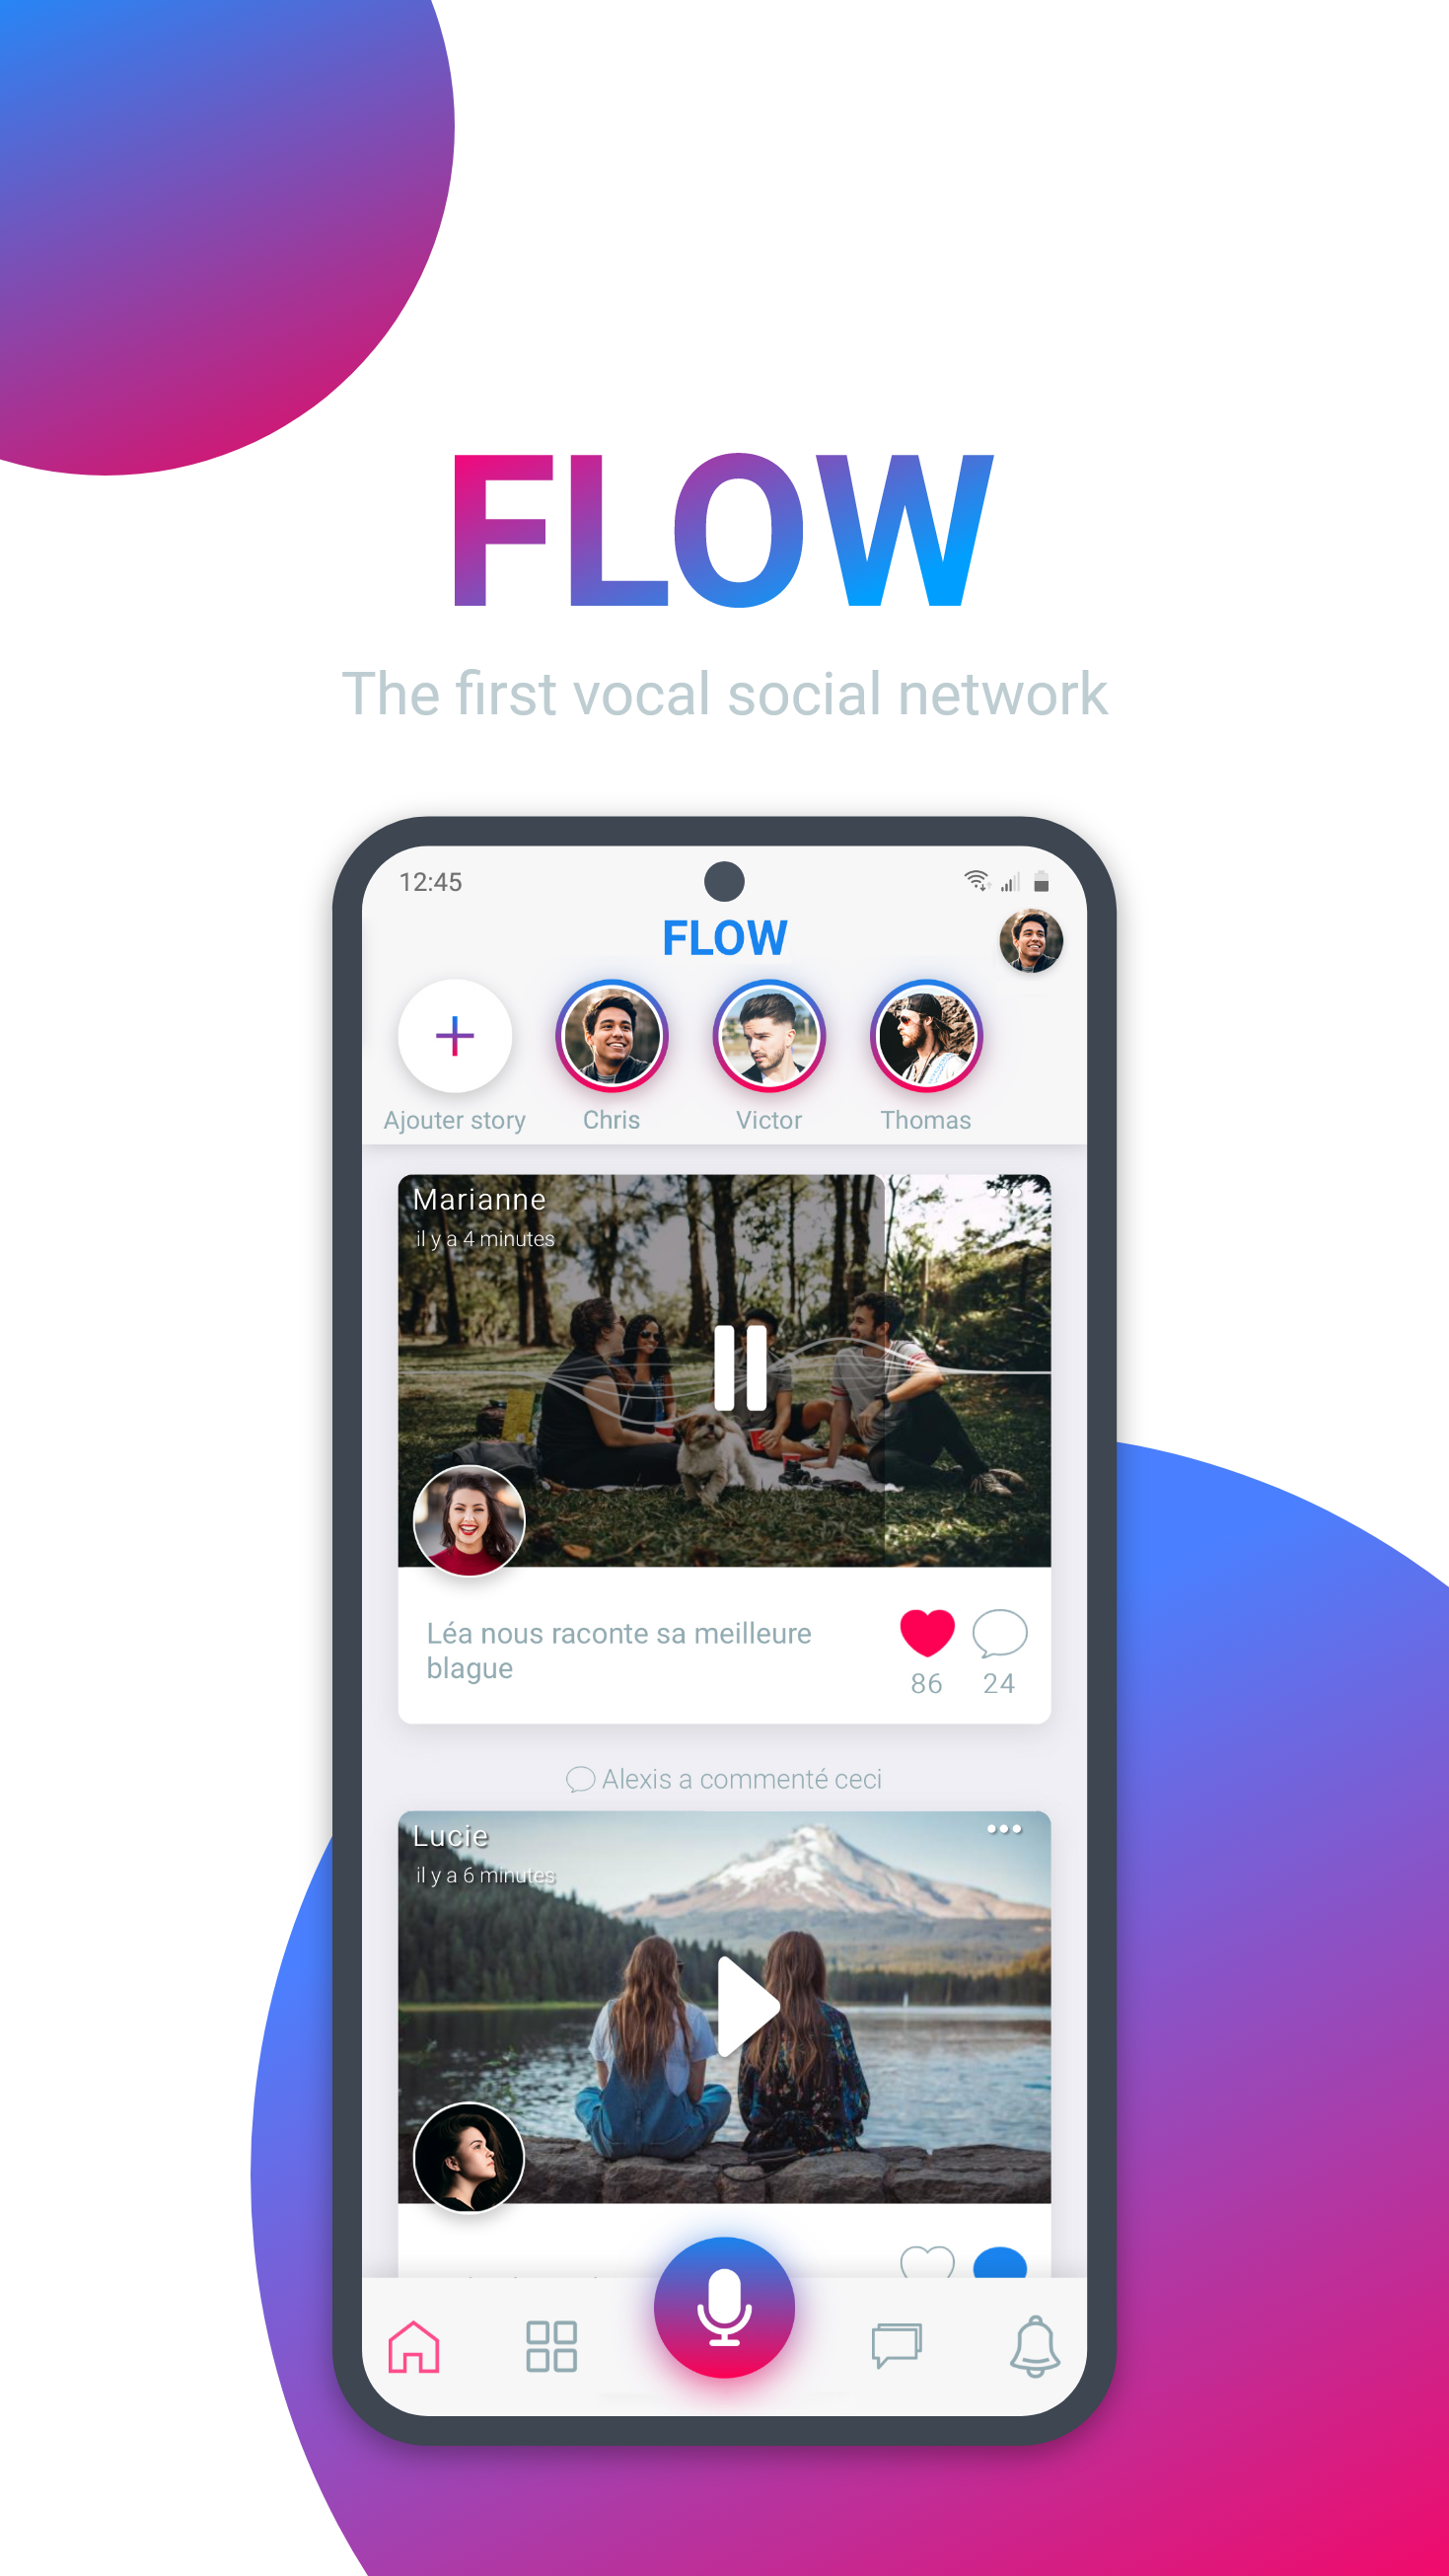 FLOW
The first vocal social network
12:45
FLOW
Ajouter story
Chris
Victor
Thomas
Marianne
il y a 4 minutes
Léa nous raconte sa meilleure
blague
86
24
Alexis a commenté ceci
Lucie
il y a 6 minutes